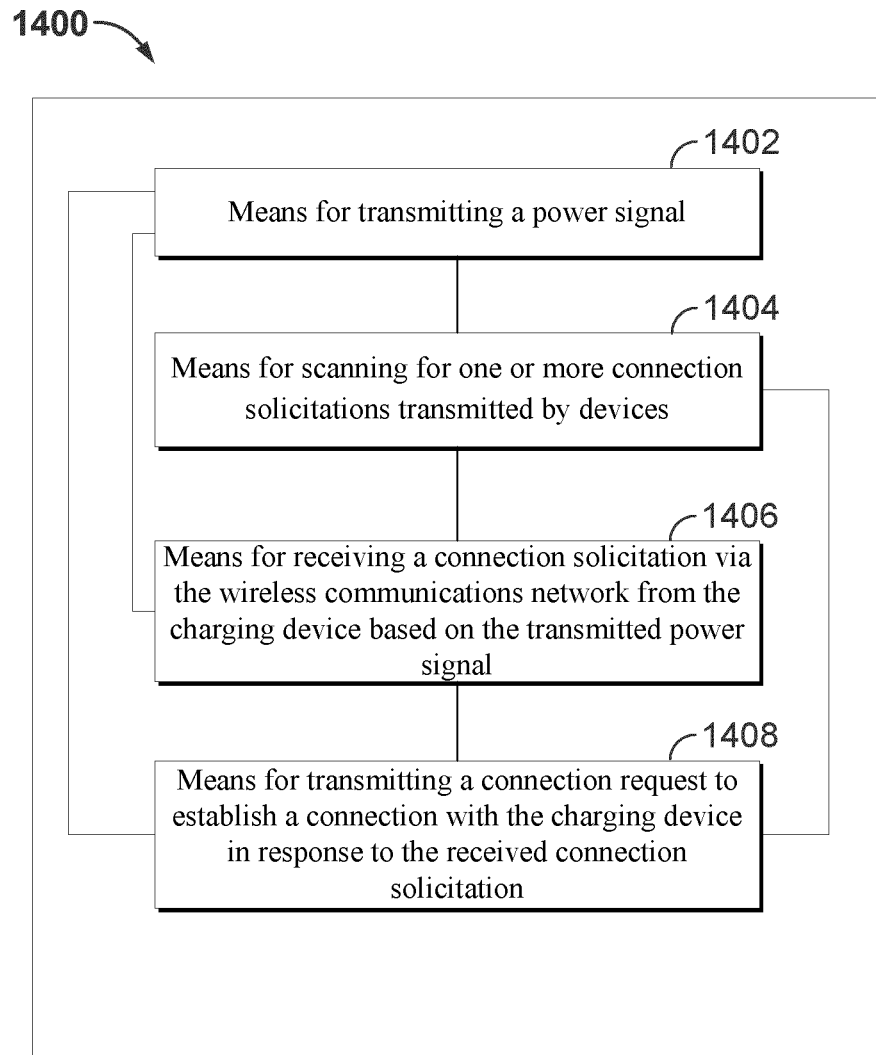 1400
1402
Means for transmitting a power signal
1404
Means for scanning for one or more connection
solicitations transmitted by devices
1406
Means for receiving a connection solicitation via
the wireless communications network from the
charging device based on the transmitted power
signal
1408
Means for transmitting a connection request to
establish a connection with the charging device
in response to the received connection
solicitation